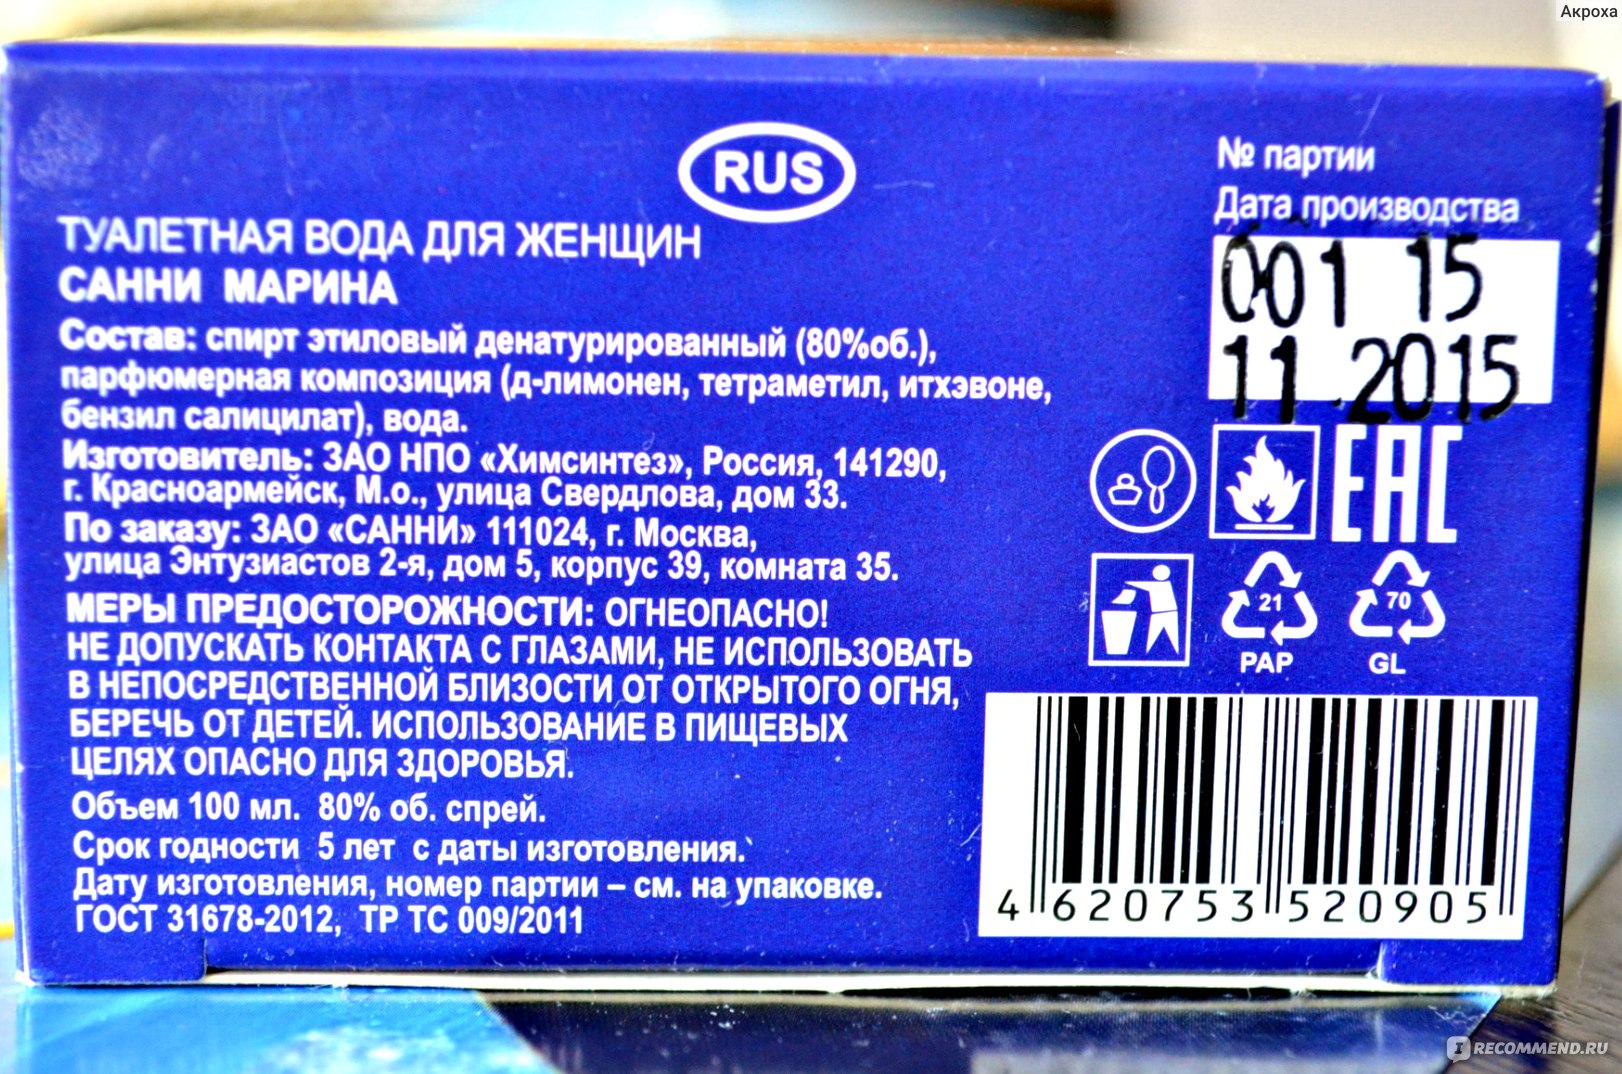 Акроха
RUS
ТУАЛЕТНАЯ ВОДА ДЛЯ ЖЕНЩИН
САННИ МАРИНА
Состав: спирт этиловый денатурированный (80%об.),
парфюмерная композиция (д-лимонен, тетраметил, итхэвоне,
бензил салицилат), вода.
Изготовитель: ЗАО НПО «Химсинтез», Россия, 141290,
г. Красноармейск, М.о., улица Свердлова, дом 33.
По заказу: ЗАО «САННИ» 111024, г. Москва,
улица Энтузиастов 2-я, дом 5, корпус 39, комната 35.
МЕРЫ ПРЕДОСТОРОЖНОСТИ: ОГНЕОПАСНО!
НЕ ДОПУСКАТЬ КОНТАКТА С ГЛАЗАМИ, НЕ ИСПОЛЬЗОВАТЬ
В НЕПОСРЕДСТВЕННОЙ БЛИЗОСТИ ОТ ОТКРЫТОГО ОГНЯ,
БЕРЕЧЬ ОТ ДЕТЕЙ. ИСПОЛЬЗОВАНИЕ В ПИЩЕВЫХ
ЦЕЛЯХ ОПАСНО ДЛЯ ЗДОРОВЬЯ.
Объем 100 мл. 80% об. спрей.
Срок годности 5 лет с даты изготовления.
Дату изготовления, номер партии – см. на упаковке.
ГОСТ 31678-2012, ТР ТС 009/2011
№ партии
Дата производства
001 15
11 2015
EAC
21
PAP
70
GL
4 620753 520905
IRECOMMEND.RU